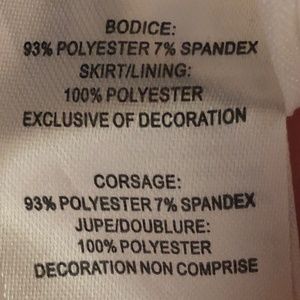 BODICE:
93% POLYESTER 7% SPANDEX
SKIRT/LINING:
100% POLYESTER
EXCLUSIVE OF DECORATION
CORSAGE:
93% POLYESTER 7% SPANDEX
JUPE/DOUBLURE:
100% POLYESTER
DECORATION NON COMPRISE